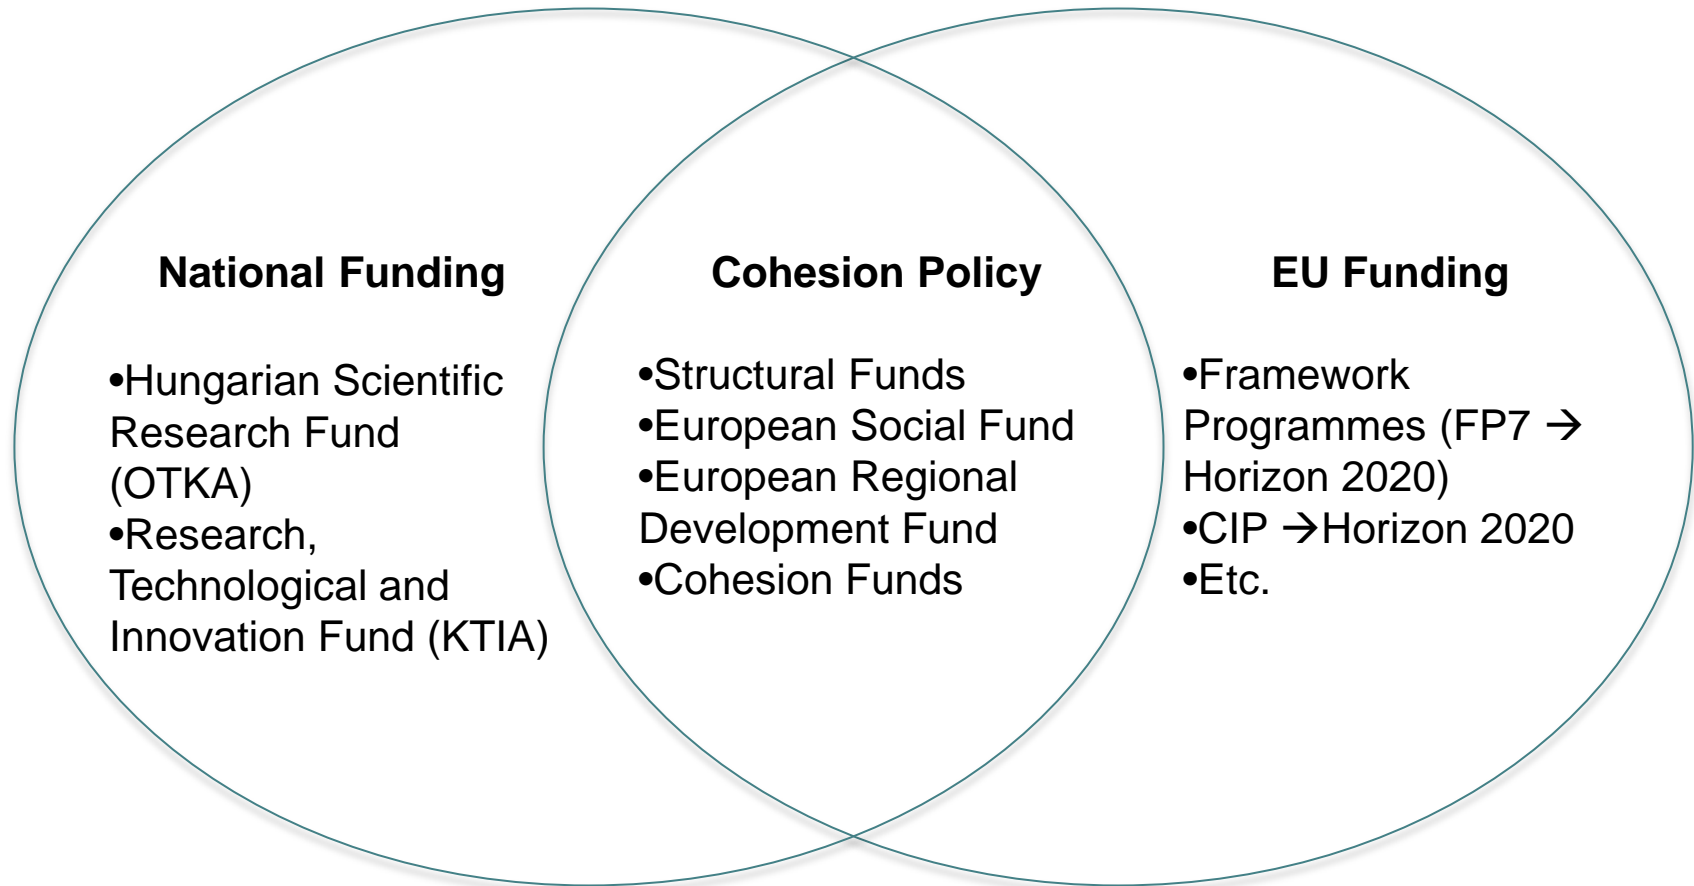 National Funding
•Hungarian Scientific
Research Fund
(OTKA)
•Research,
Technological and
Innovation Fund (KTIA)
Cohesion Policy
•Structural Funds
•European Social Fund
•European Regional
Development Fund
•Cohesion Funds
EU Funding
•Framework
Programmes (FP7 →
Horizon 2020)
•CIP →Horizon 2020
•Etc.